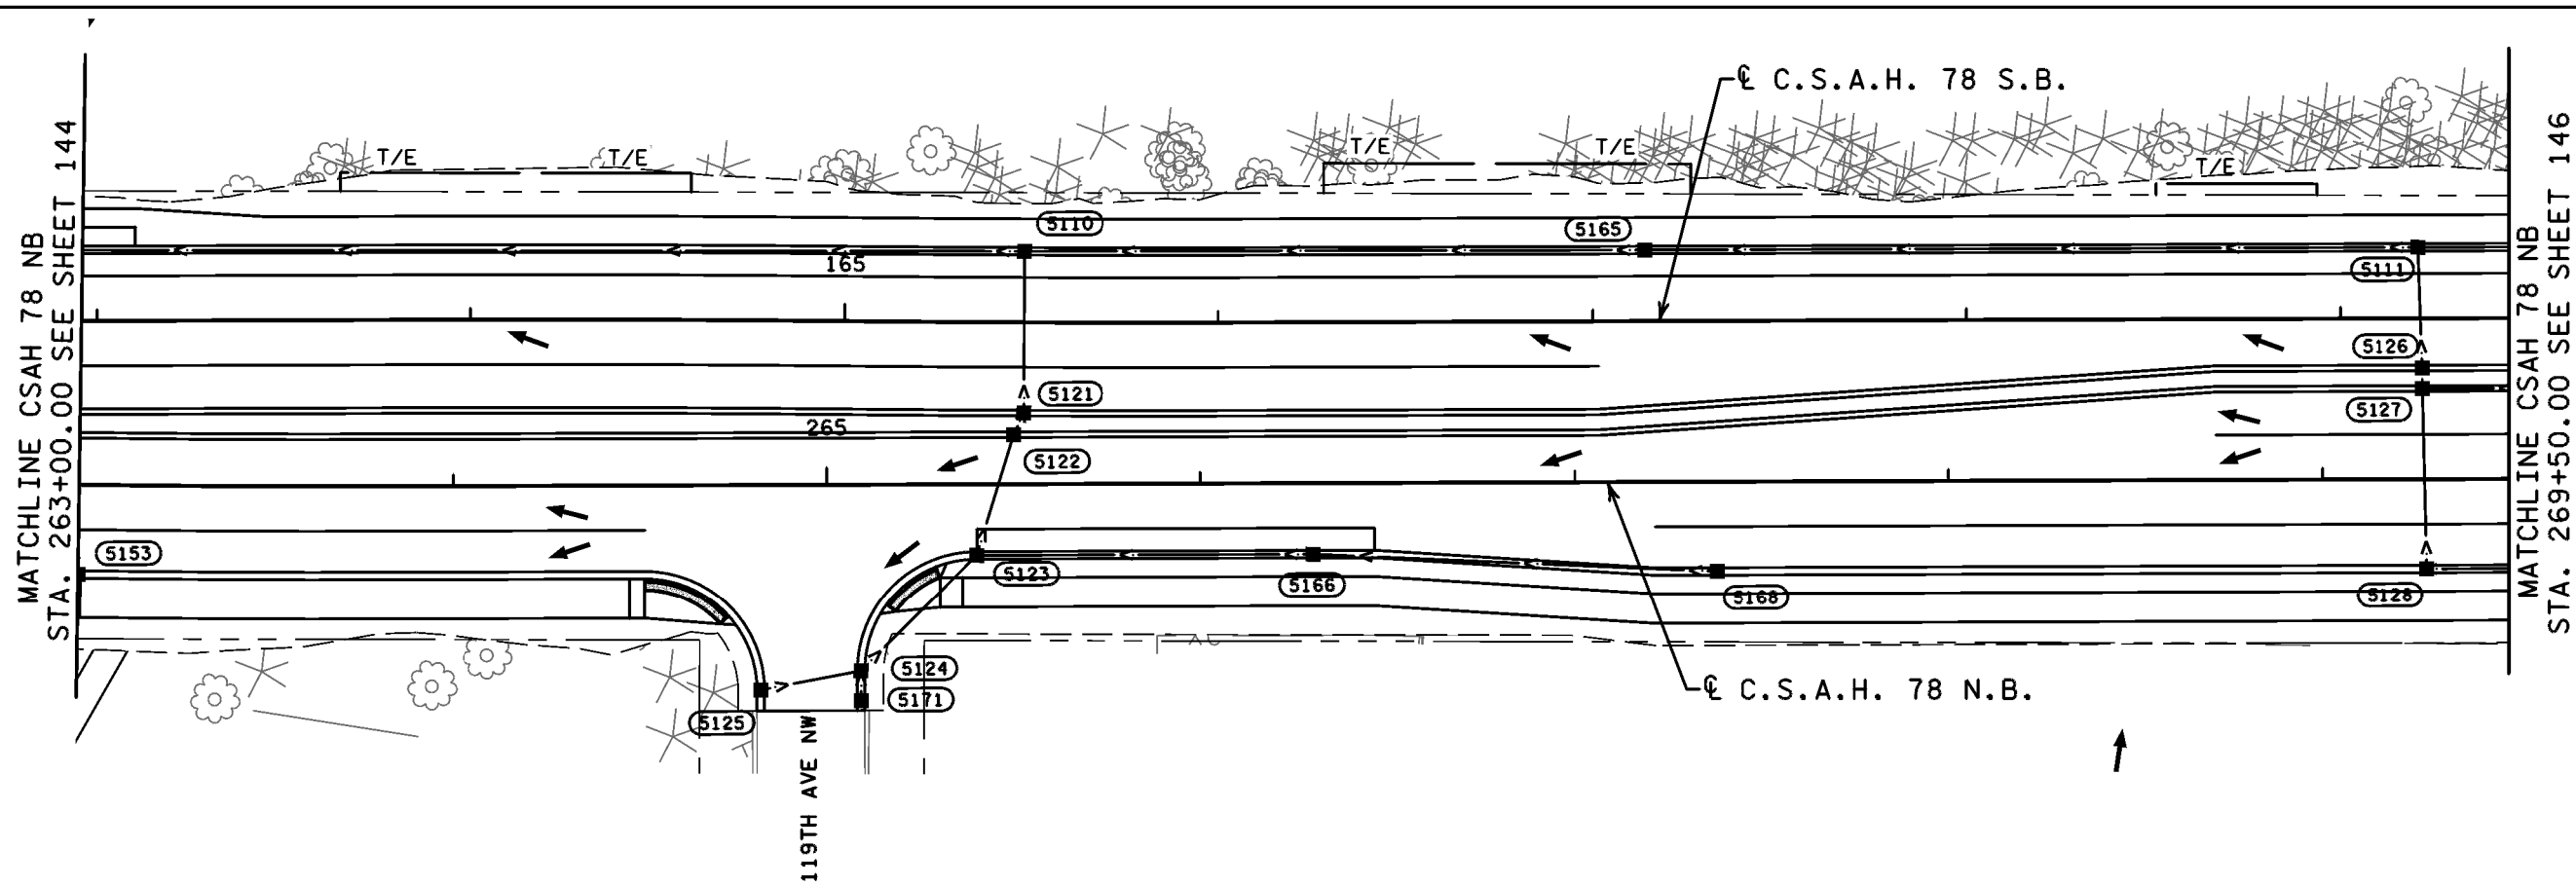 ℄ C.S.A.H. 78 S.B.
T/E
T/E
T/E
T/E
T/E
MATCHLINE CSAH 78 NB
STA. 263+00.00 SEE SHEET 144
MATCHLINE CSAH 78 NB
STA. 269+50.00 SEE SHEET 146
5110
5165
5111
165
5126
5121
5127
265
5122
5153
5123
5166
5168
5128
5124
5171
5125
℄ C.S.A.H. 78 N.B.
119TH AVE NW